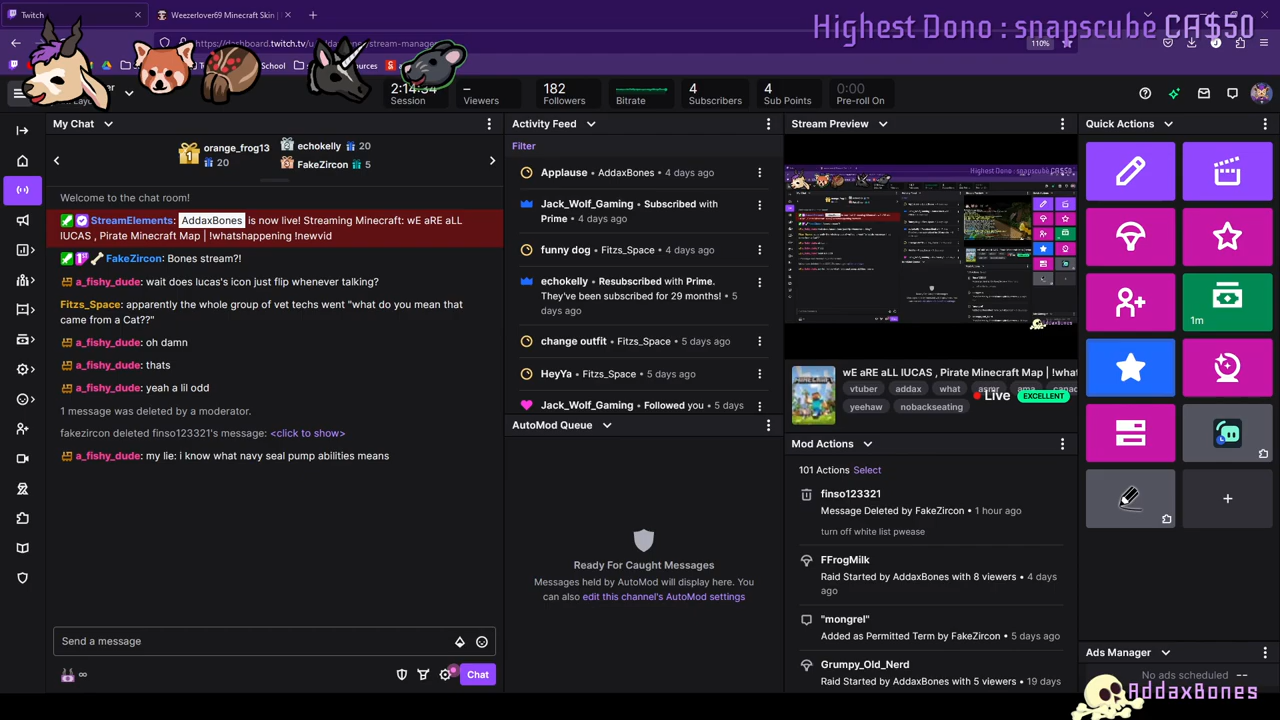 Twitch
Weezerlover69 Minecraft Skin |
Highest Dono : snapscube CA$50
https://dashboard.twitch.tv/u/
110%
School
2:14:34
Session
–
Viewers
182
Followers
Bitrate
4
Subscribers
4
Sub Points
0:00
Pre-roll On
My Chat
orange_frog13
20
echokelly 20
FakeZircon 5
Welcome to the chat room!
StreamElements: AddaxBones is now live! Streaming Minecraft: wE aRE aLL
lUCAS , Pirate Minecraft Map | !whatshappening !newvid
FakeZircon: Bones stream?!
a_fishy_dude: wait does lucas's icon just flip whenever talking?
Fitzs_Space: apparently the whole group of vet techs went "what do you mean that
came from a Cat??"
a_fishy_dude: oh damn
a_fishy_dude: thats
a_fishy_dude: yeah a lil odd
1 message was deleted by a moderator.
fakezircon deleted finso123321's message: <click to show>
a_fishy_dude: my lie: i know what navy seal pump abilities means
Send a message
∞
Chat
Activity Feed
Filter
Applause • AddaxBones • 4 days ago
Jack_Wolf_Gaming • Subscribed with
Prime • 4 days ago
I'm my dog • Fitzs_Space • 4 days ago
echokelly • Resubscribed with Prime.
They've been subscribed for 29 months! • 5
days ago
change outfit • Fitzs_Space • 5 days ago
HeyYa • Fitzs_Space • 5 days ago
Jack_Wolf_Gaming • Followed you • 5 days
AutoMod Queue
Ready For Caught Messages
Messages held by AutoMod will display here. You
can also edit this channel's AutoMod settings
Stream Preview
wE aRE aLL lUCAS , Pirate Minecraft Map | !what
vtuber addax what asmr ama
yeehaw nobackseating
Live EXCELLENT
Mod Actions
101 Actions Select
finso123321
Message Deleted by FakeZircon • 1 hour ago
turn off white list pwease
FFrogMilk
Raid Started by AddaxBones with 8 viewers • 4 days
ago
"mongrel"
Added as Permitted Term by FakeZircon • 5 days ago
Grumpy_Old_Nerd
Raid Started by AddaxBones with 5 viewers • 19 days
Quick Actions
1m
Ads Manager
No ads scheduled --
AddaxBones